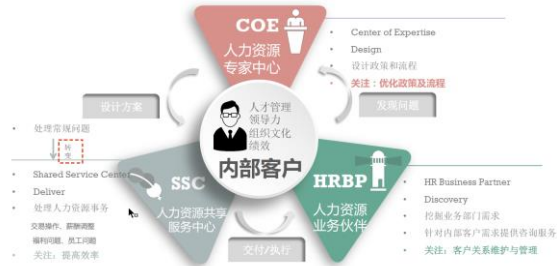 COE
人力资源
专家中心
Center of Expertise
Design
设计政策和流程
关注：优化政策及流程
设计方案
发现问题
人才管理
领导力
组织文化
绩效
内部客户
处理常规问题
转变
Shared Service Center
Deliver
处理人力资源事务
交易操作、薪酬调整
福利问题、员工问题
关注：提高效率
SSC
人力资源共享
服务中心
HRBP
人力资源
业务伙伴
HR Business Partner
Discovery
挖掘业务部门需求
针对内部客户需求提供咨询服务
关注：客户关系维护与管理
交付/执行